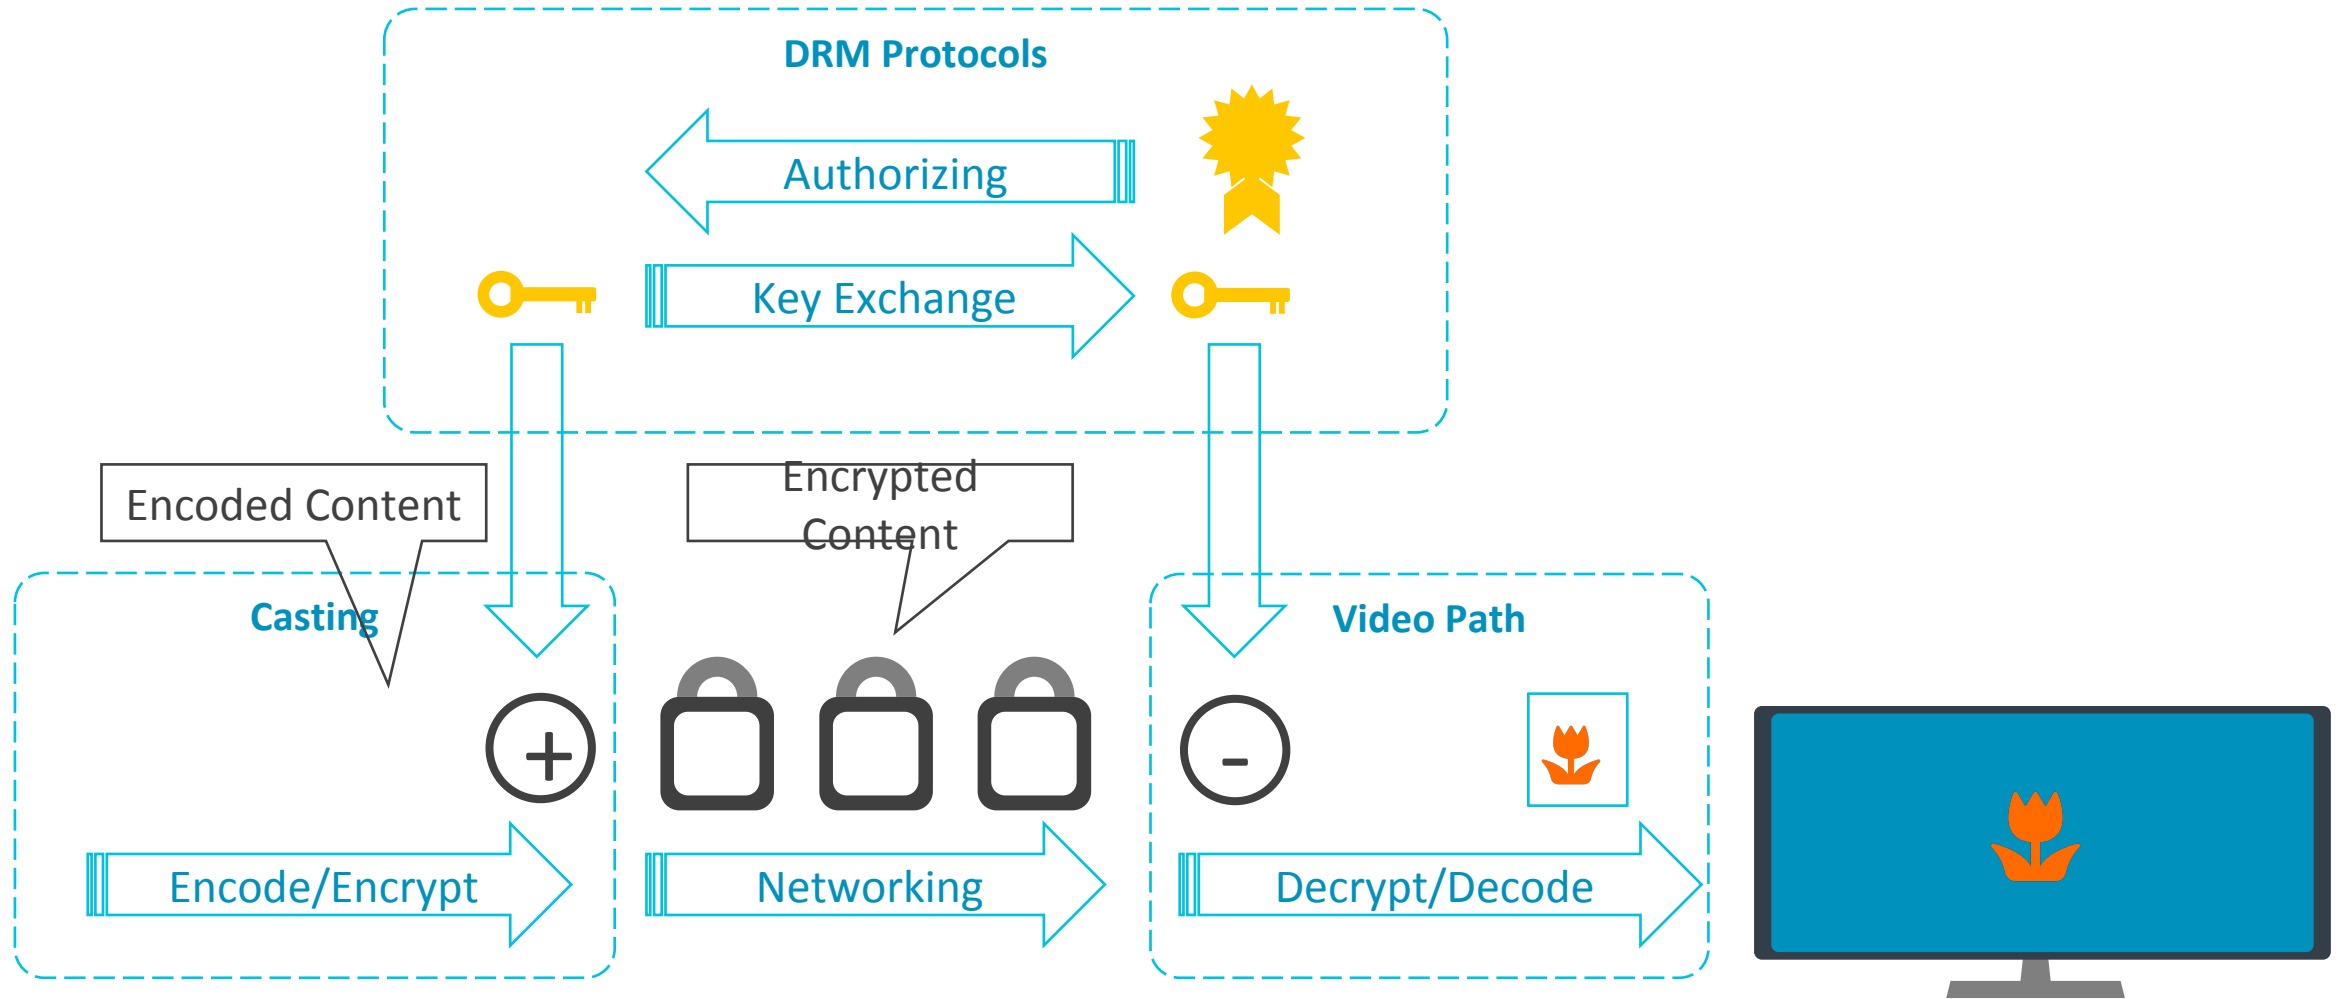 DRM Protocols
Authorizing
Key Exchange
Encoded Content
Encrypted
Content
Casting
Video Path
+
-
Encode/Encrypt
Networking
Decrypt/Decode